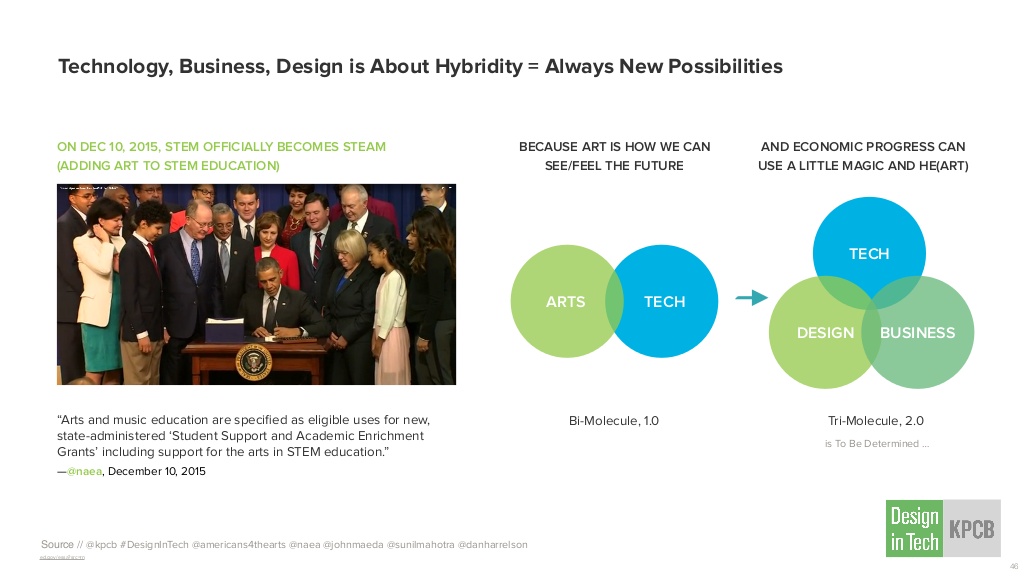 Technology, Business, Design is About Hybridity = Always New Possibilities
ON DEC 10, 2015, STEM OFFICIALLY BECOMES STEAM
(ADDING ART TO STEM EDUCATION)
“Arts and music education are specified as eligible uses for new,
state-administered ‘Student Support and Academic Enrichment
Grants’ including support for the arts in STEM education.”
—@naea, December 10, 2015
BECAUSE ART IS HOW WE CAN
SEE/FEEL THE FUTURE
ARTS
TECH
Bi-Molecule, 1.0
AND ECONOMIC PROGRESS CAN
USE A LITTLE MAGIC AND HE(ART)
TECH
DESIGN
BUSINESS
Tri-Molecule, 2.0
is To Be Determined ...
Source // @kpcb #DesignInTech @americans4thearts @naea @johnmaeda @sunilmahotra @danharrelson
Design
in Tech
KPCB
46